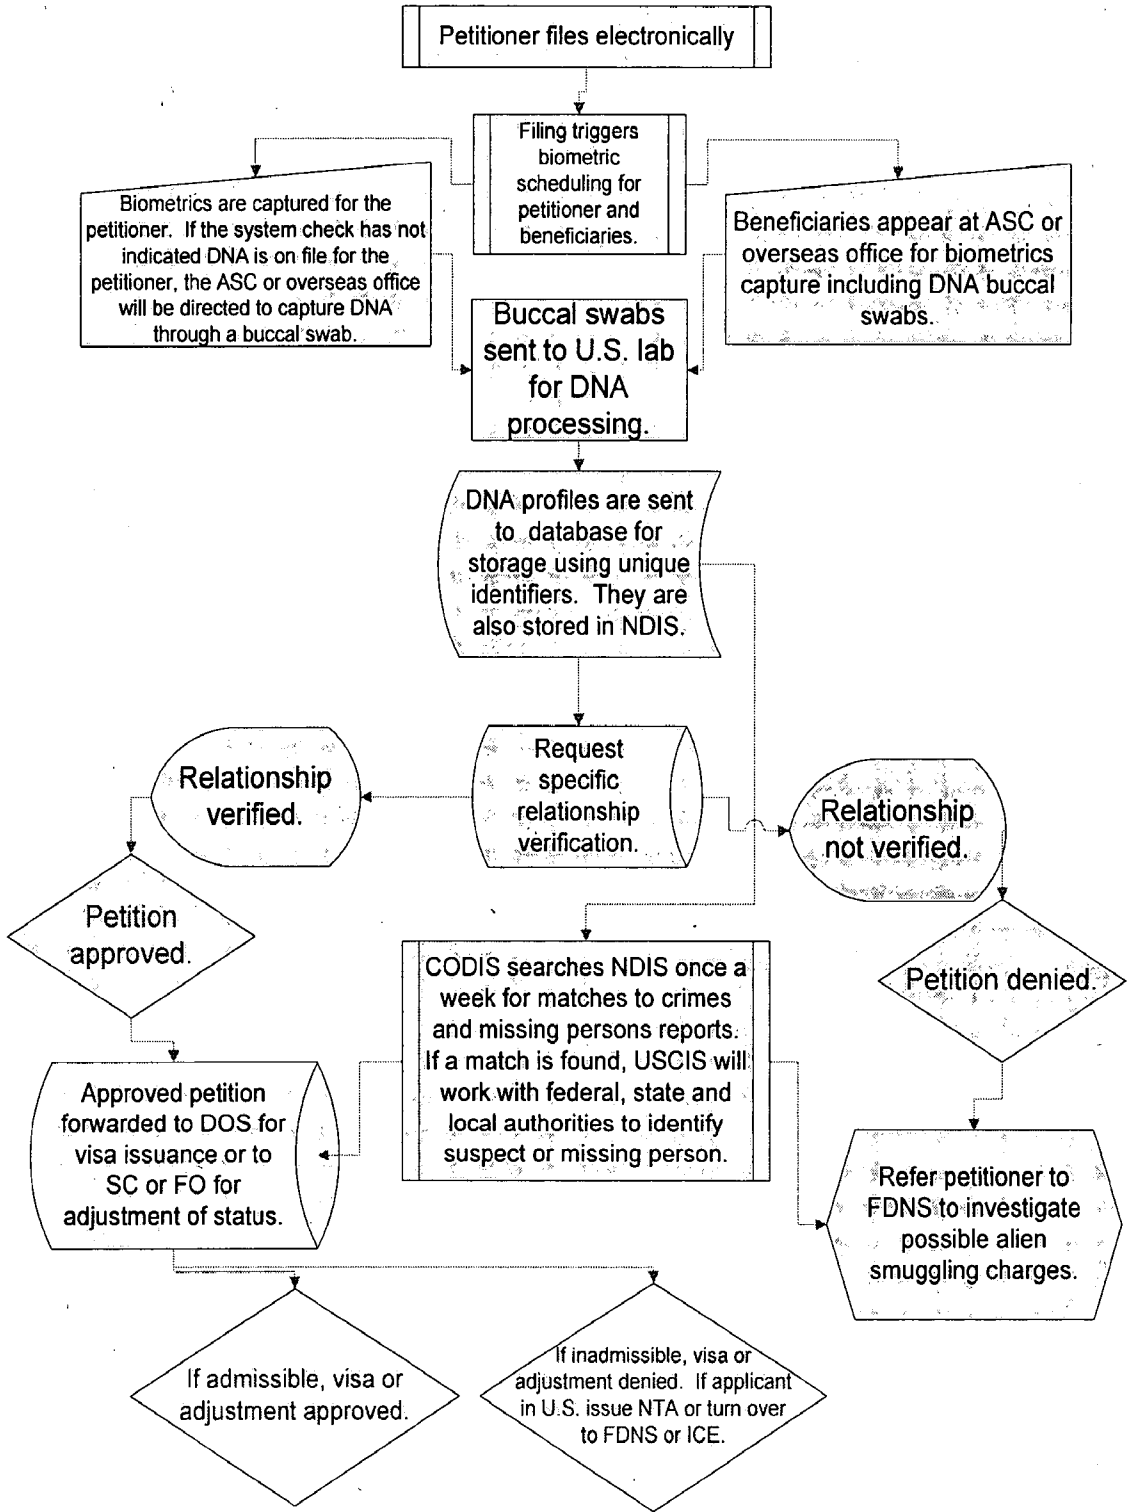 Petitioner files electronically
Filing triggers
biometric
scheduling for
petitioner and
beneficiaries.
Biometrics are captured for the
petitioner. If the system check has not
indicated DNA is on file for the
petitioner, the ASC or overseas office
will be directed to capture DNA
through a buccal swab.
Beneficiaries appear at ASC or
overseas office for biometrics
capture including DNA buccal
swabs.
Buccal swabs
sent to U.S. lab
for DNA
processing.
DNA profiles are sent
to database for
storage using unique
identifiers. They are
also stored in NDIS.
Request
specific
relationship
verification.
Relationship
verified.
Relationship
not verified.
Petition
approved.
Petition denied.
CODIS searches NDIS once a
week for matches to crimes
and missing persons reports.
If a match is found, USCIS will
work with federal, state and
local authorities to identify
suspect or missing person.
Approved petition
forwarded to DOS for
visa issuance or to
SC or FO for
adjustment of status.
Refer petitioner to
FDNS to investigate
possible alien
smuggling charges.
If admissible, visa or
adjustment approved.
If inadmissible, visa or
adjustment denied. If applicant
in U.S. issue NTA or turn over
to FDNS or ICE.